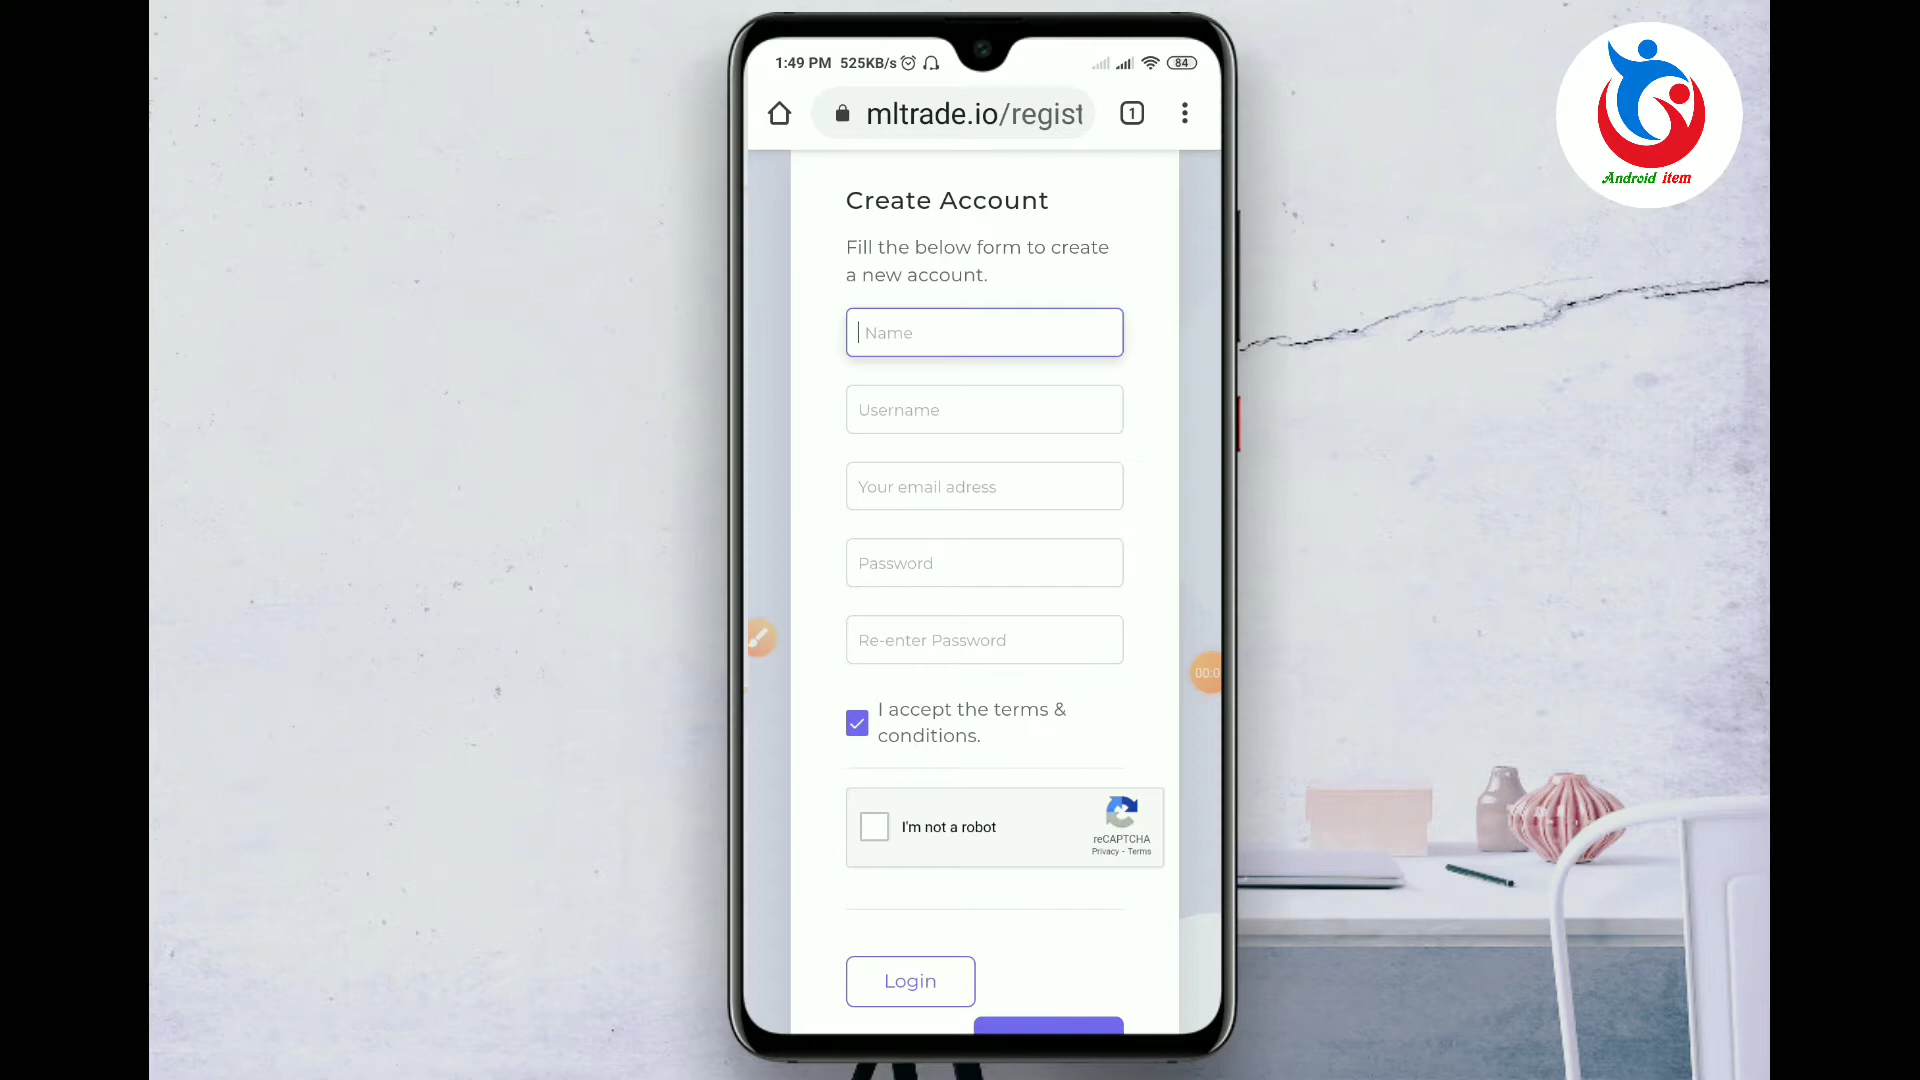 1:49 PM 525KB/s 84
mltrade.io/regist 1
Android item
Create Account
Fill the below form to create
a new account.
Name
Username
Your email adress
Password
Re-enter Password
00:0
I accept the terms &
conditions.
I'm not a robot
reCAPTCHA
Privacy - Terms
Login